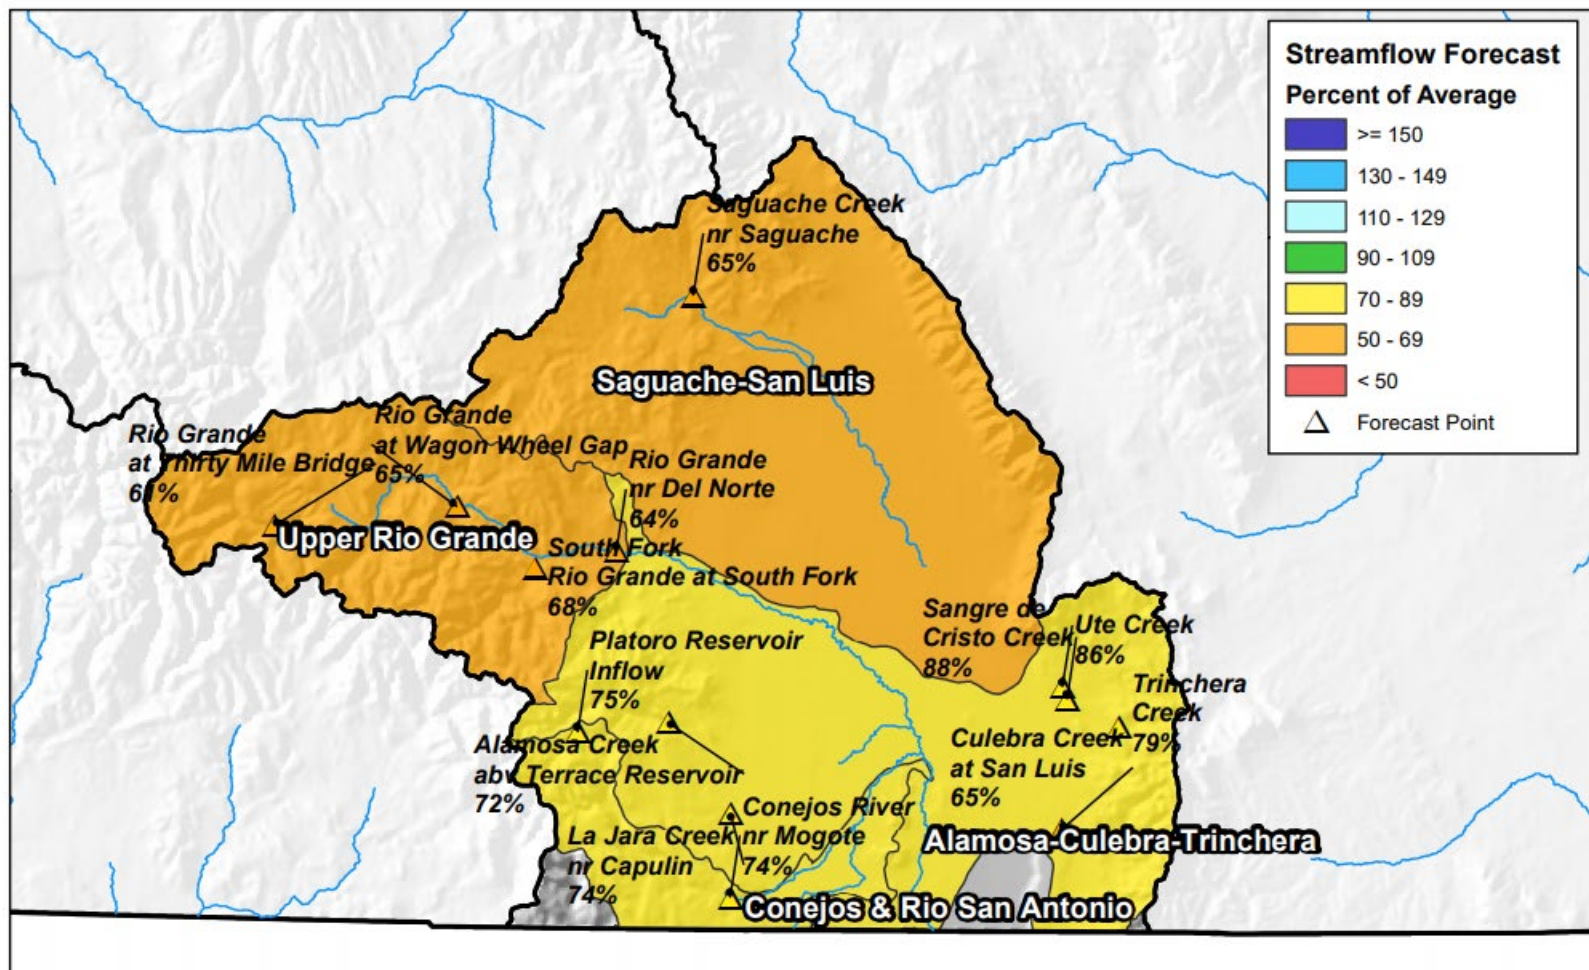 Streamflow Forecast
Percent of Average
>= 150
130 - 149
110 - 129
90 - 109
70 - 89
50 - 69
< 50
Forecast Point
Saguache Creek
nr Saguache
65%
Saguache-San Luis
Rio Grande
at Wagon Wheel Gap
65%
Rio Grande
at Thirty Mile Bridge
61%
Rio Grande
nr Del Norte
64%
Upper Rio Grande
South Fork
Rio Grande at South Fork
68%
Sangre de
Cristo Creek
88%
Ute Creek
86%
Platoro Reservoir
Inflow
75%
Trinchera
Creek
79%
Alamosa Creek
abv Terrace Reservoir
72%
Culebra Creek
at San Luis
65%
Conejos River
nr Mogote
74%
La Jara Creek
nr Capulin
74%
Alamosa-Culebra-Trinchera
Conejos & Rio San Antonio